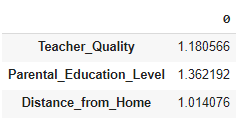 0
Teacher_Quality 1.180566
Parental_Education_Level 1.362192
Distance_from_Home 1.014076